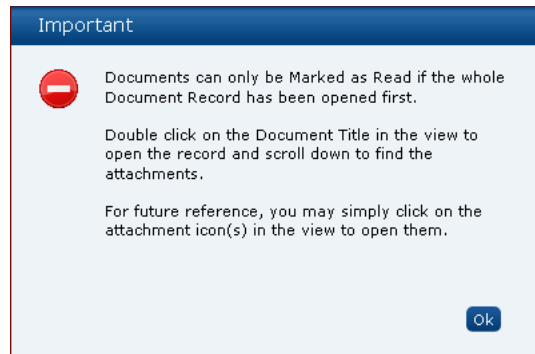 Important
Documents can only be Marked as Read if the whole
Document Record has been opened first.
Double click on the Document Title in the view to
open the record and scroll down to find the
attachments.
For future reference, you may simply click on the
attachment icon(s) in the view to open them.
Ok